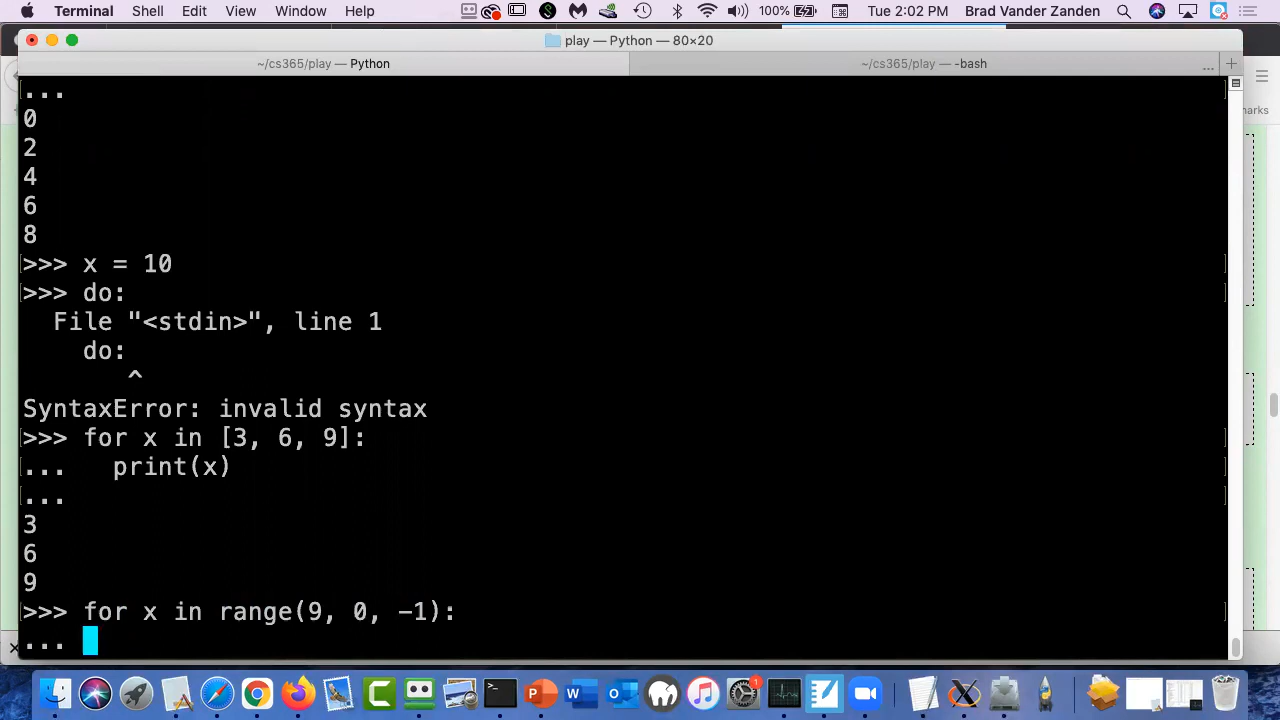 Terminal Shell Edit View Window Help 100% Tue 2:02 PM Brad Vander Zanden
play — Python — 80×20
~/cs365/play — Python
~/cs365/play — -bash
arks
...
0
2
4
6
8
>>> x = 10
>>> do:
  File "<stdin>", line 1
    do:
      ^
SyntaxError: invalid syntax
>>> for x in [3, 6, 9]:
...   print(x)
...
3
6
9
>>> for x in range(9, 0, -1):
...